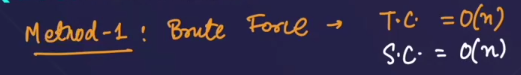 Method-1 : Brute Force → T.C. = O(n)
S.C. = O(n)